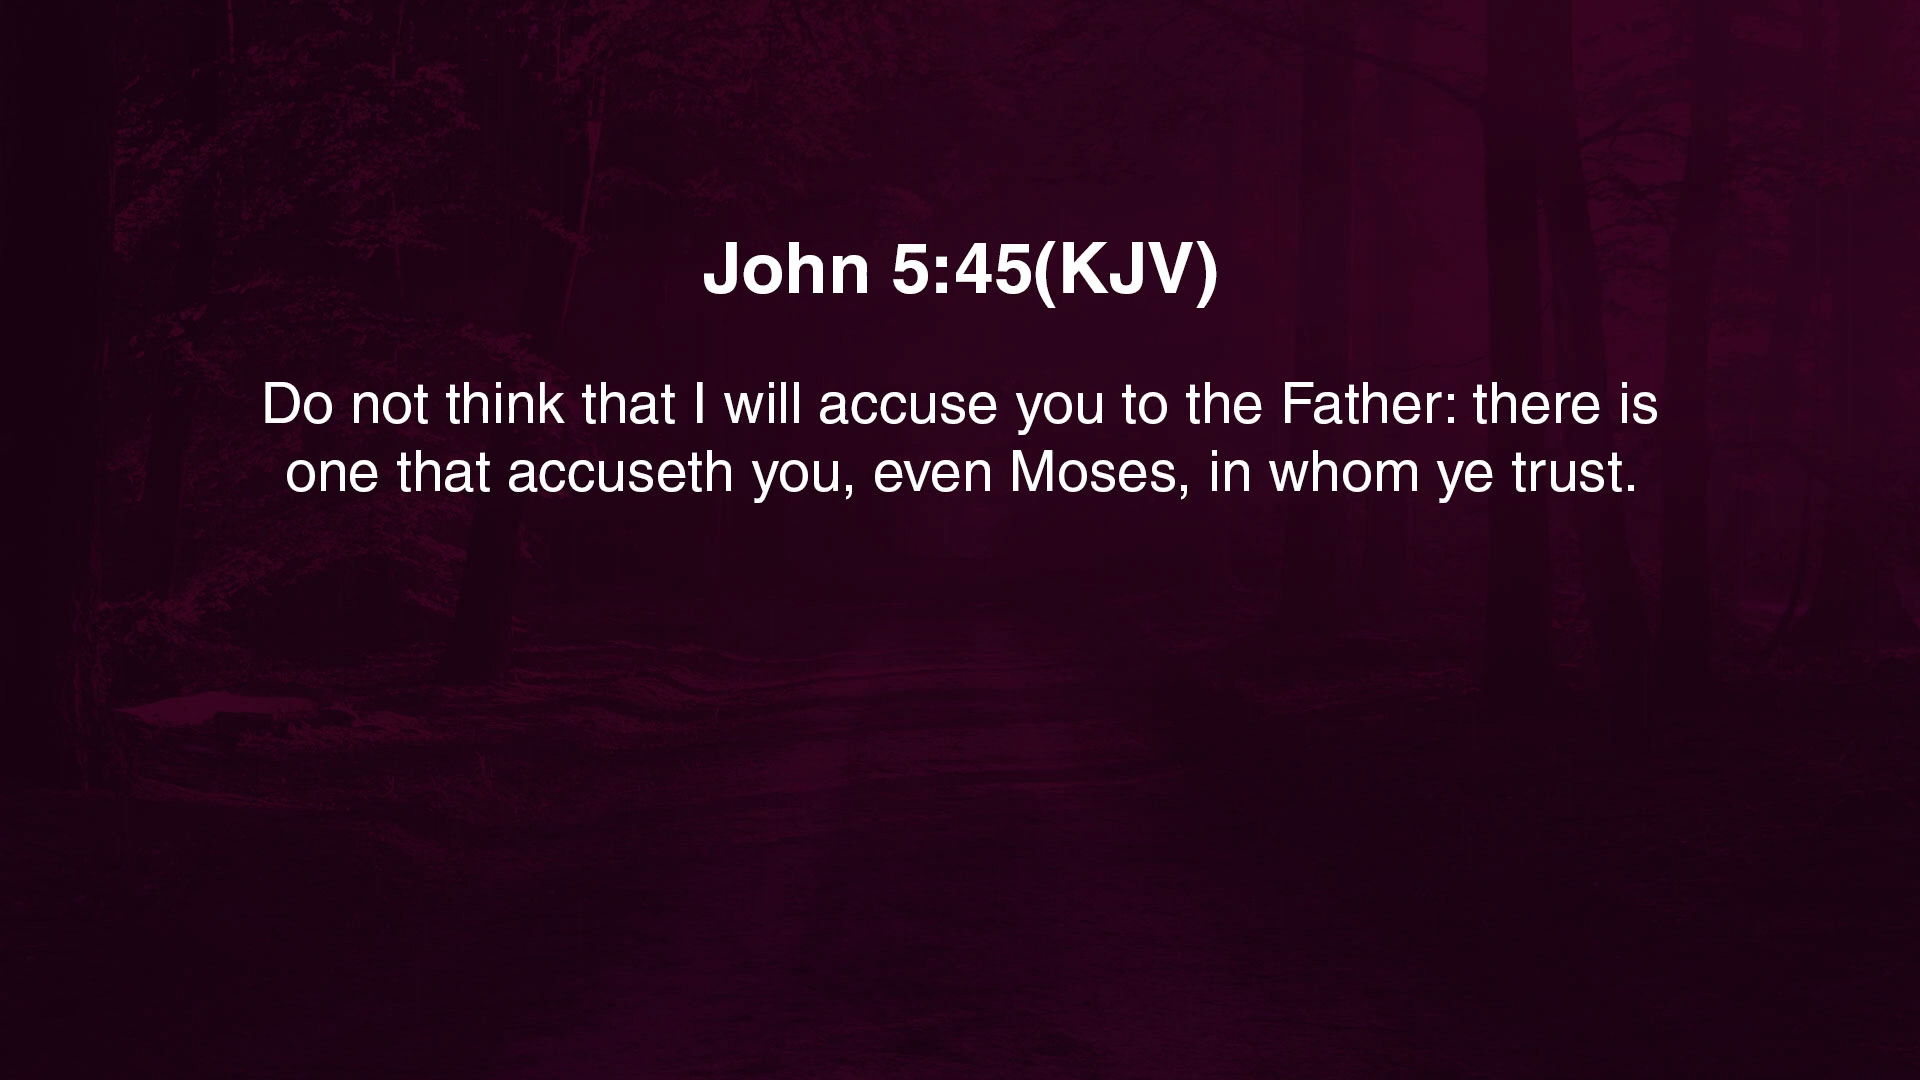 John 5:45(KJV)
Do not think that I will accuse you to the Father: there is
one that accuseth you, even Moses, in whom ye trust.